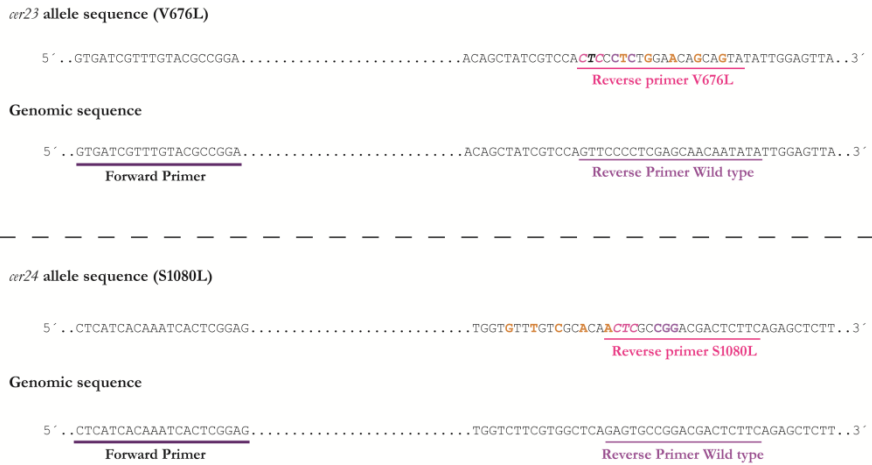 cer23 allele sequence (V676L)
5´..GTGATCGTTTGTACGCCGGA...........................ACAGCTATCGTCCACTCCCTCTGGAACAGCAGTATATTGGAGTTA..3´
Reverse primer V676L
Genomic sequence
5´..GTGATCGTTTGTACGCCGGA...........................ACAGCTATCGTCCAGTTCCCCTCGAGCAACAATATATTGGAGTTA..3´
Forward Primer Reverse Primer Wild type
cer24 allele sequence (S1080L)
5´..CTCATCACAAATCACTCGGAG...........................TGGTGTTTGTCGCACAACTCGCCGGACGACTCTTCAGAGCTCTT..3´
Reverse primer S1080L
Genomic sequence
5´..CTCATCACAAATCACTCGGAG...........................TGGTCTTCGTGGCTCAGAGTGCCGGACGACTCTTCAGAGCTCTT..3´
Forward Primer Reverse Primer Wild type